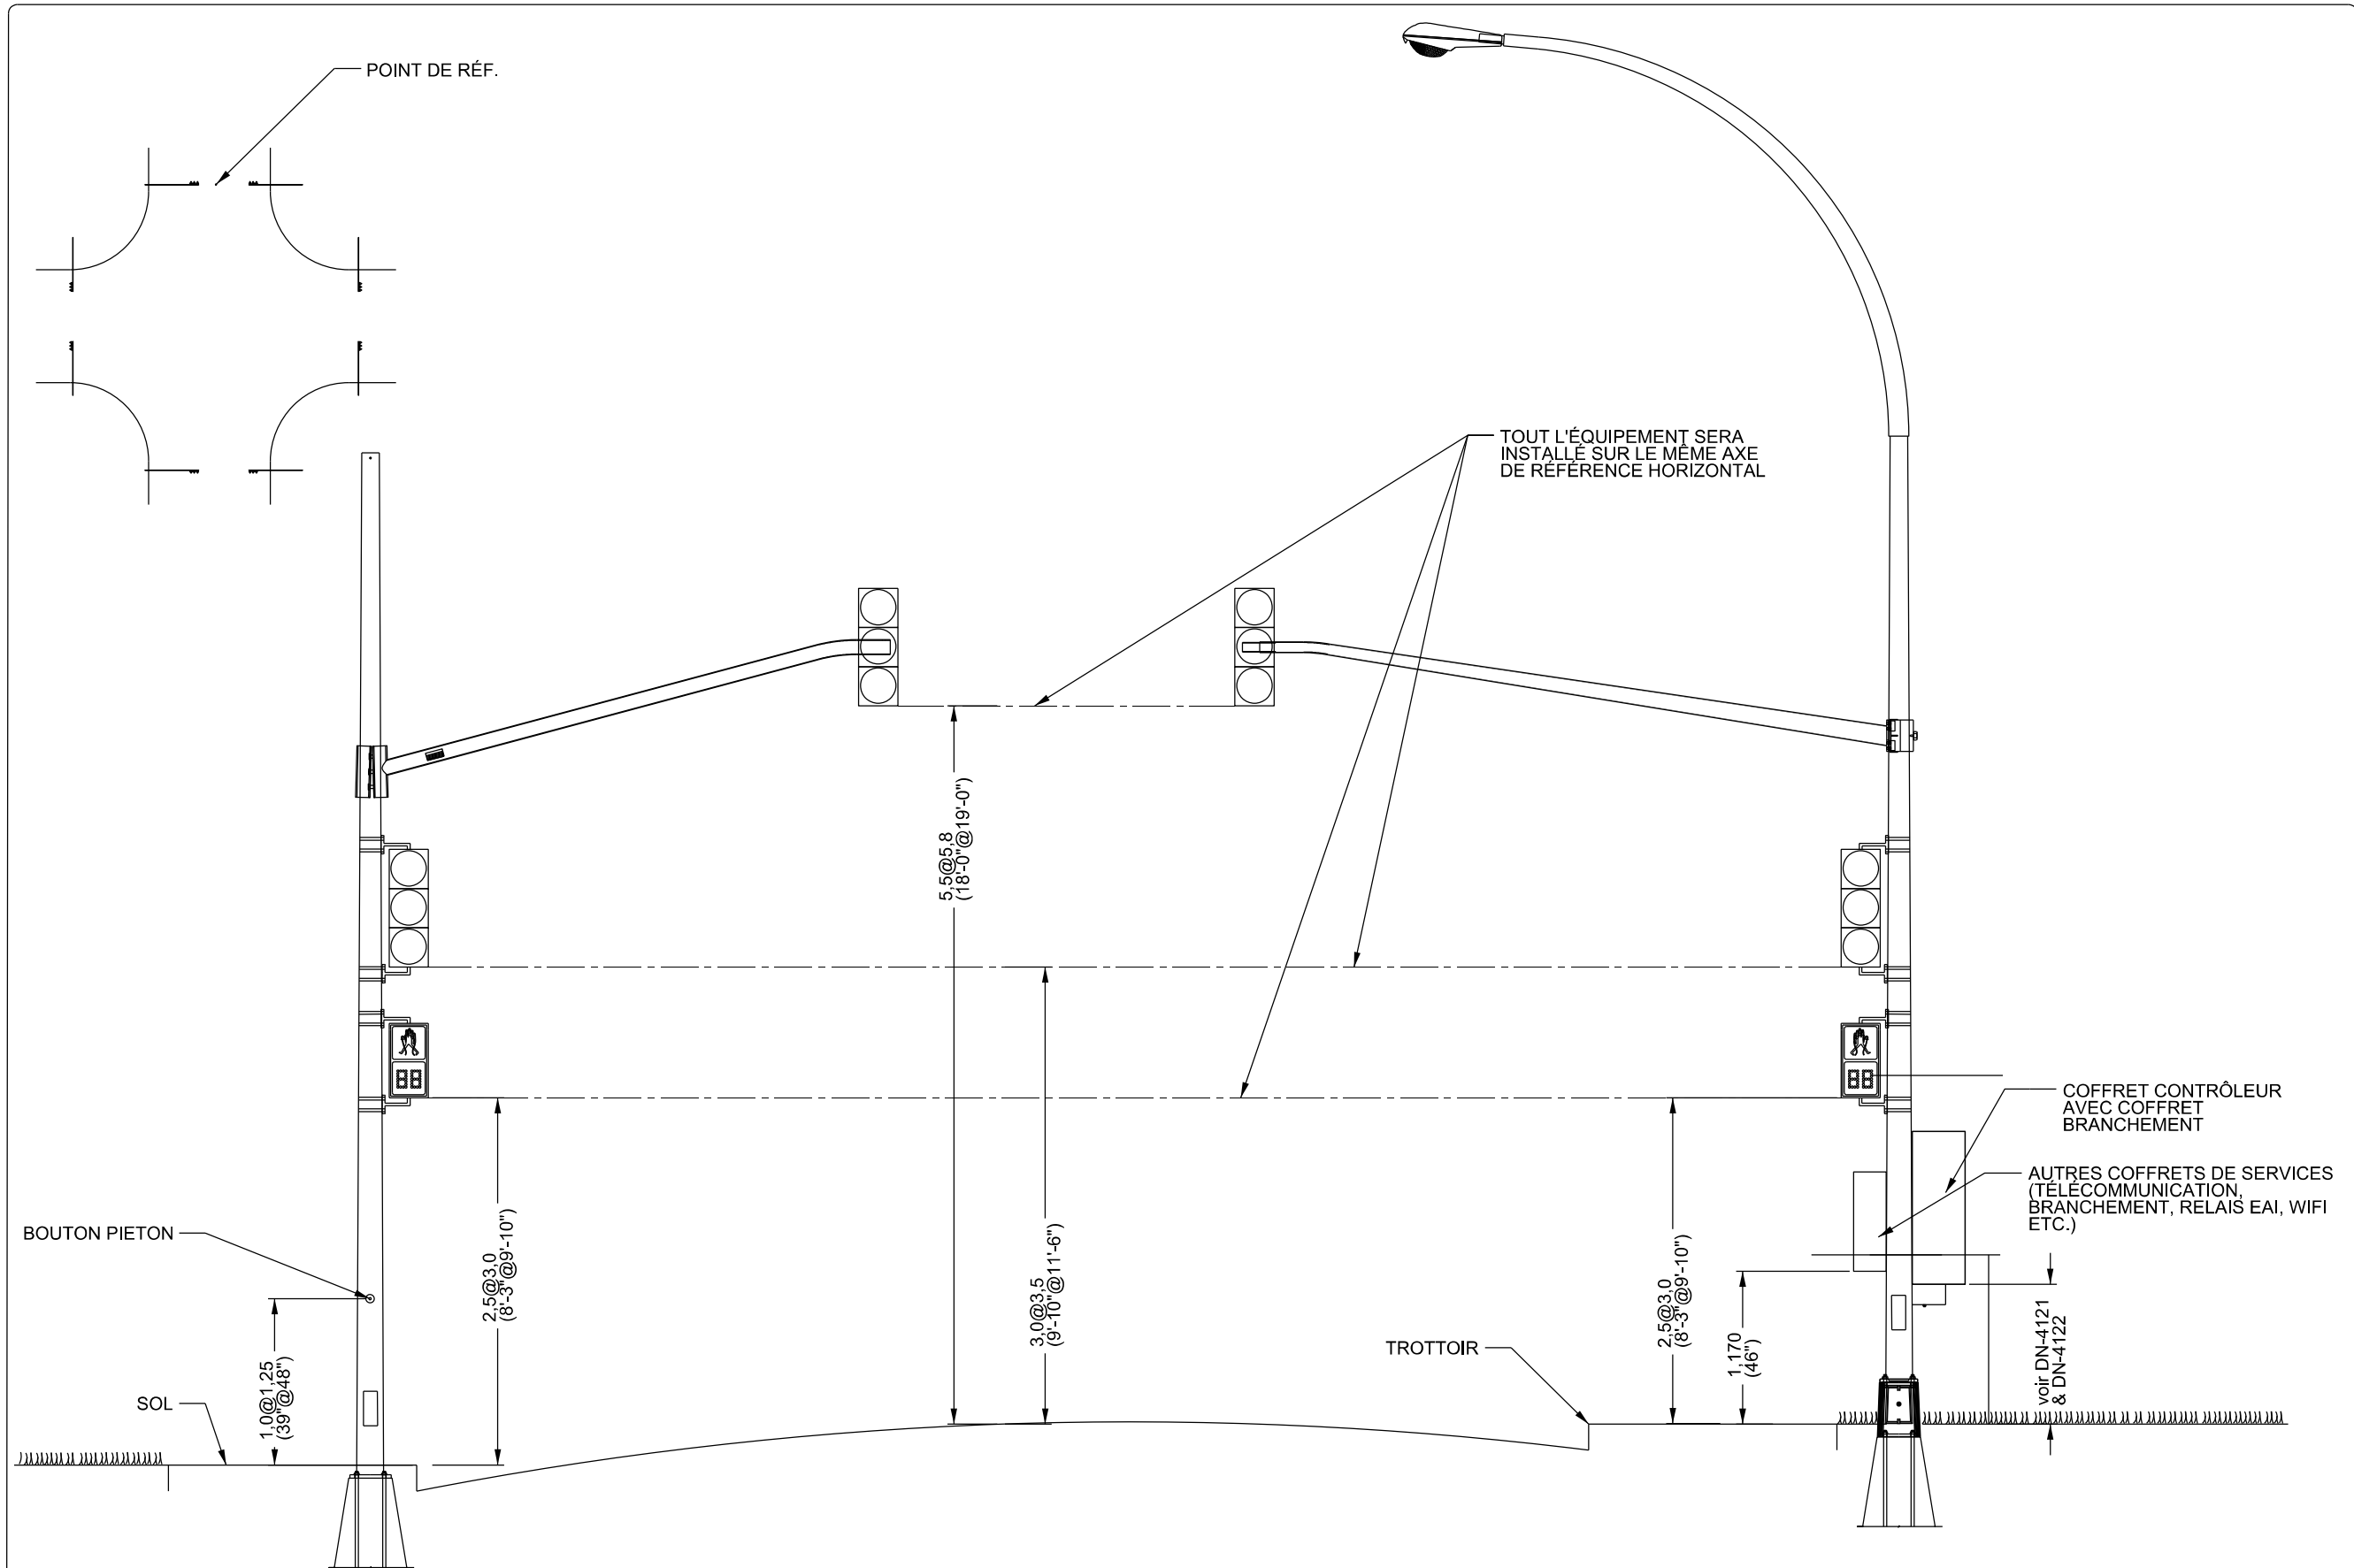 POINT DE RÉF.
TOUT L'ÉQUIPEMENT SERA
INSTALLÉ SUR LE MÊME AXE
DE RÉFÉRENCE HORIZONTAL
5,5@5,8
(18'-0"@19'-0")
COFFRET CONTRÔLEUR
AVEC COFFRET
BRANCHEMENT
AUTRES COFFRETS DE SERVICES
(TÉLÉCOMMUNICATION,
BRANCHEMENT, RELAIS EAI, WIFI
ETC.)
BOUTON PIETON
2,5@3,0
(8'-3"@9'-10")
3,0@3,5
(9'-10"@11'-6")
2,5@3,0
(8'-3"@9'-10")
1,170
(46")
voir DN-4121
& DN-4122
TROTTOIR
1,0@1,25
(39"@48")
SOL
88
88